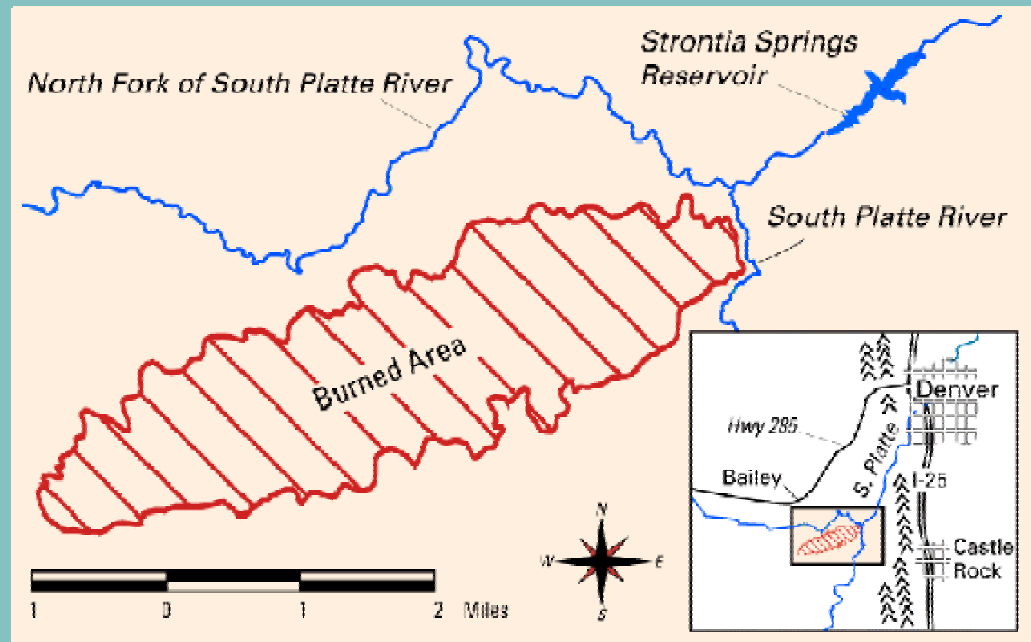 Strontia Springs
Reservoir
North Fork of South Platte River
South Platte River
Burned Area
Denver
Hwy 285
S. Platte
Bailey
I-25
Castle
Rock
N
W E
S
1 0 1 2 Miles